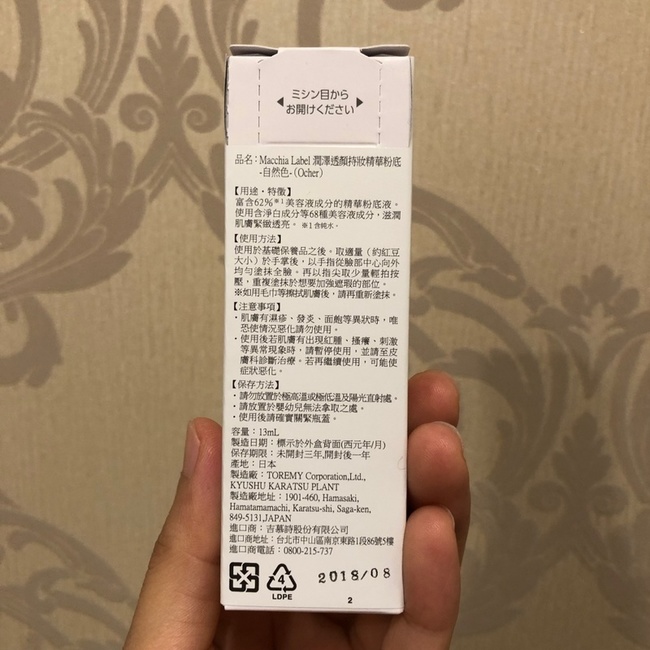 ミシン目から
お開けください
品名：Macchia Label 潤澤透顏持妝精華粉底
-自然色-（Ocher）
【用途・特徵】
富含62%※1美容液成分的精華粉底液。
使用含淨白成分等68種美容液成分，滋潤
肌膚緊緻透亮。 ※1含純水。
【使用方法】
使用於基礎保養品之後。取適量（約紅豆
大小）於手掌後，以手指從臉部中心向外
均勻塗抹全臉。再以指尖取少量輕拍按
壓，重複塗抹於想要加強遮瑕的部位。
※如用毛巾等擦拭肌膚後，請再重新塗抹。
【注意事項】
・肌膚有濕疹、發炎、面皰等異狀時，唯
恐使情況惡化請勿使用。
・使用後若肌膚有出現紅腫、搔癢、刺激
等異常現象時，請暫停使用，並請至皮
膚科診斷治療。若再繼續使用，可能使
症狀惡化。
【保存方法】
・請勿放置於極高溫或極低溫及陽光直射處。
・請放置於嬰幼兒無法拿取之處。
・使用後請確實關緊瓶蓋。
容量：13mL
製造日期：標示於外盒背面(西元年/月)
保存期限：未開封三年,開封後一年
產地：日本
製造廠：TOREMY Corporation,Ltd.,
KYUSHU KARATSU PLANT
製造廠地址：1901-460, Hamasaki,
Hamatamamachi, Karatsu-shi, Saga-ken,
849-5131,JAPAN
進口商：吉慕詩股份有限公司
進口商地址：台北市中山區南京東路1段86號5樓
進口商電話：0800-215-737
4
LDPE
2018/08
2